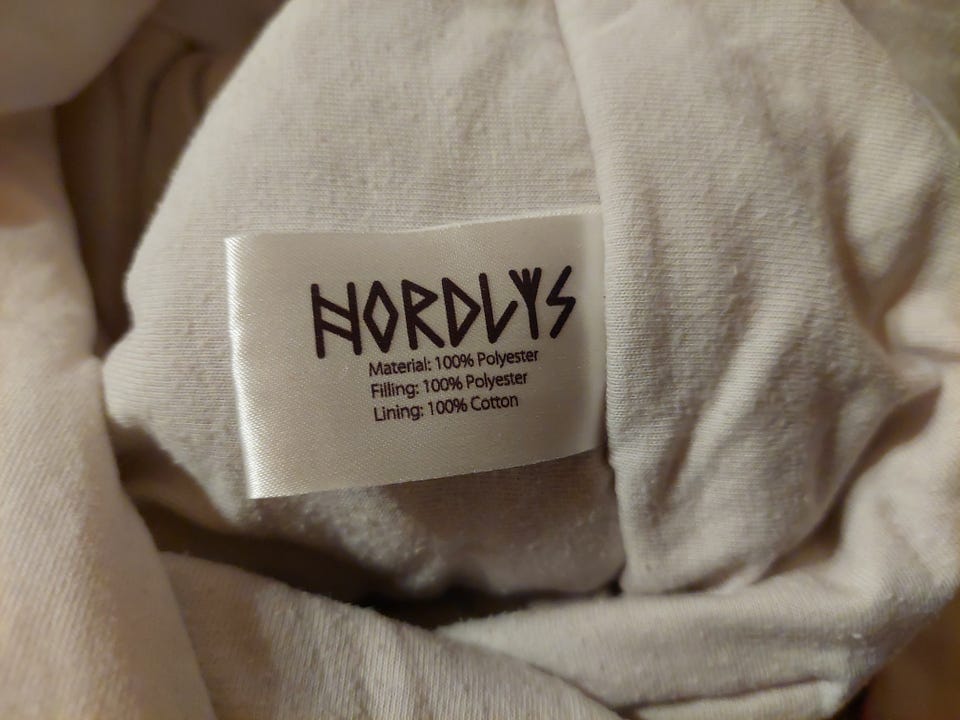 NORDLYS
Material: 100% Polyester
Filling: 100% Polyester
Lining: 100% Cotton